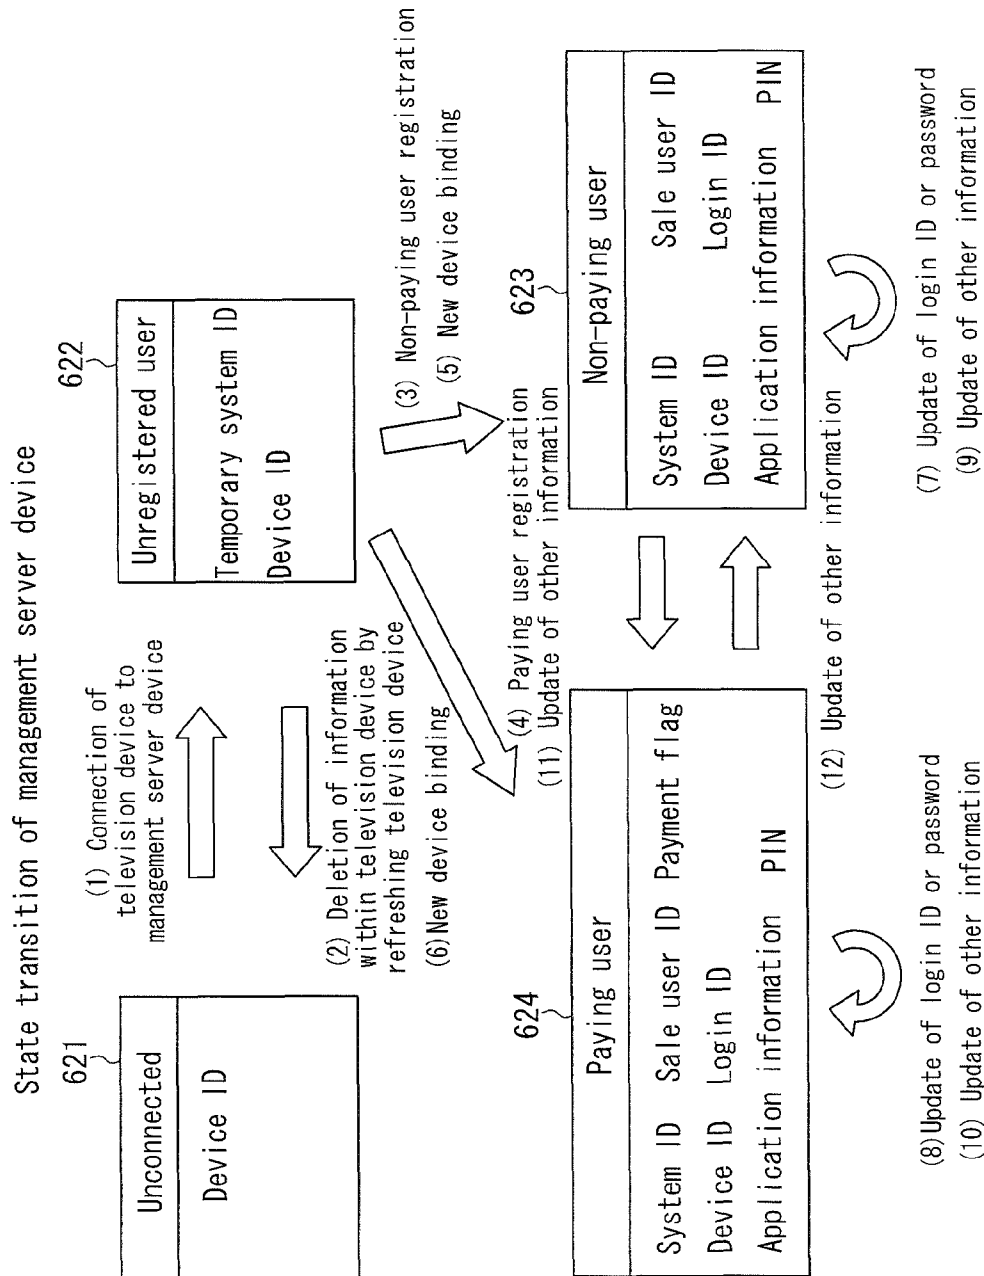 State transition of management server device
621
Unconnected
Device ID
(1) Connection of
television device to
management server device
(2) Deletion of information
within television device by
refreshing television device
(6)New device binding
622
Unregistered user
Temporary system ID
Device ID
(3) Non-paying user registration
(5) New device binding
(4) Paying user registration
(11) Update of other information
624
Paying user
System ID Sale user ID Payment flag
Device ID Login ID
Application information PIN
(8)Update of login ID or password
(10) Update of other information
(12) Update of other information
623
Non-paying user
System ID Sale user ID
Device ID Login ID
Application information PIN
(7) Update of login ID or password
(9) Update of other information